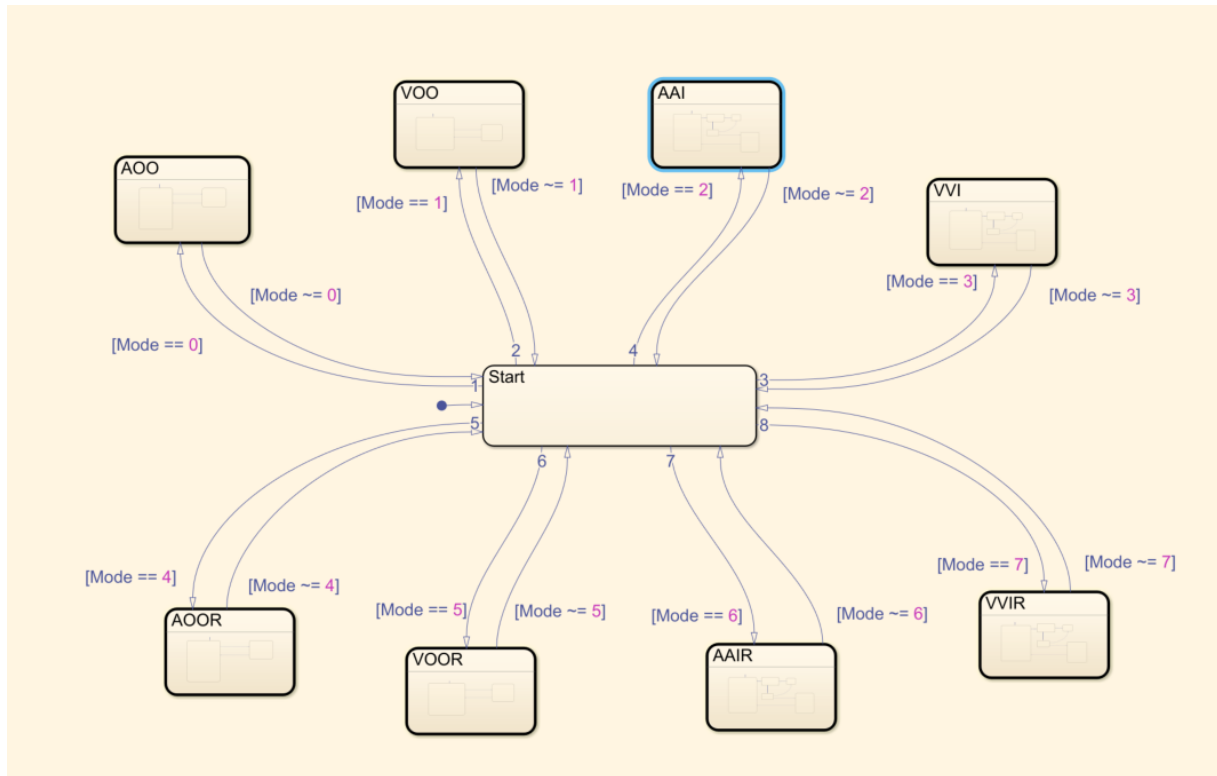 VOO
AAI
AOO
VVI
[Mode ~= 1]
[Mode == 2]
[Mode ~= 2]
[Mode == 1]
[Mode == 3]
[Mode ~= 3]
[Mode ~= 0]
[Mode == 0]
2
4
Start
3
1
5
8
6
7
[Mode == 4]
[Mode ~= 4]
[Mode == 5]
[Mode ~= 5]
[Mode == 6]
[Mode ~= 6]
[Mode == 7]
[Mode ~= 7]
AOOR
VOOR
AAIR
VVIR